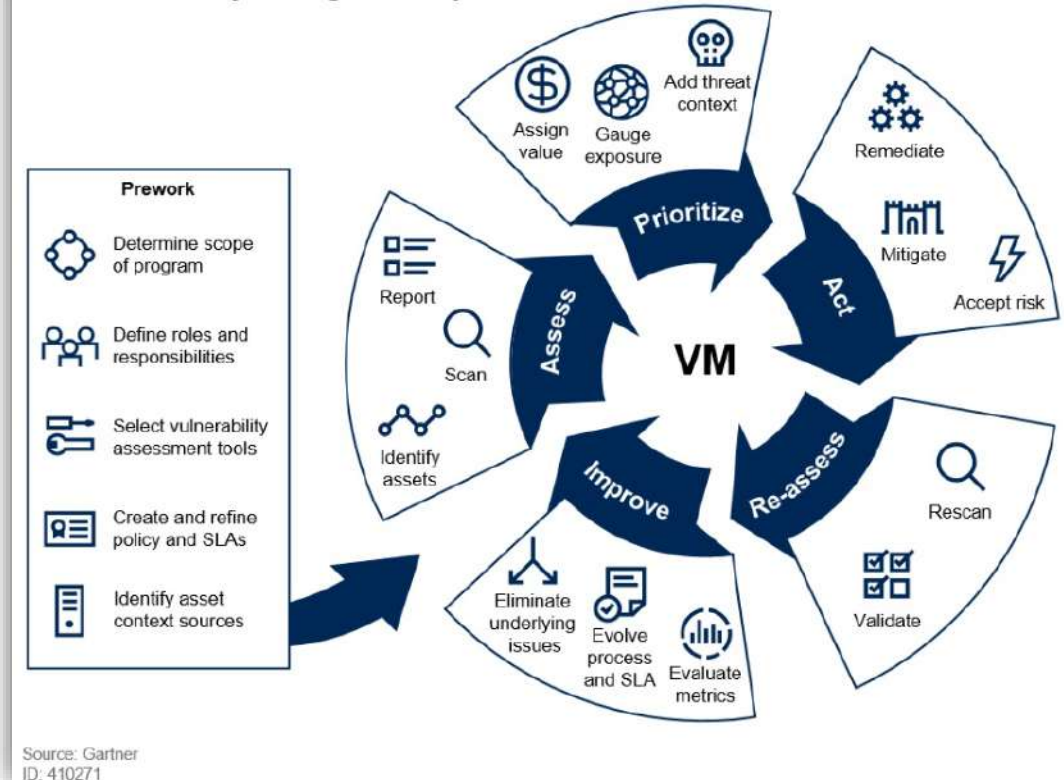 Prework
Determine scope
of program
Define roles and
responsibilities
Select vulnerability
assessment tools
Create and refine
policy and SLAs
Identify asset
context sources
Assess
Identify
assets
Scan
Report
Prioritize
Assign
value
Gauge
exposure
Add threat
context
Act
Remediate
Mitigate
Accept risk
Re-assess
Rescan
Validate
Improve
Evaluate
metrics
Evolve
process
and SLA
Eliminate
underlying
issues
VM
Source: Gartner
ID: 410271